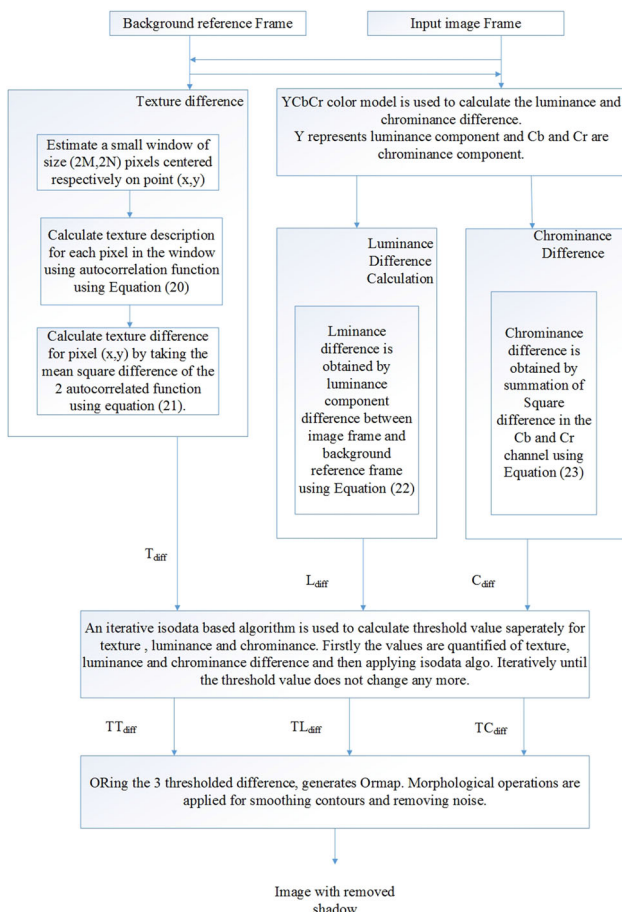 Background reference Frame
Input image Frame
Texture difference
Estimate a small window of
size (2M,2N) pixels centered
respectively on point (x,y)
Calculate texture description
for each pixel in the window
using autocorrelation function
using Equation (20)
Calculate texture difference
for pixel (x,y) by taking the
mean square difference of the
2 autocorrelated function
using equation (21).
YCbCr color model is used to calculate the luminance and
chrominance difference.
Y represents luminance component and Cb and Cr are
chrominance component.
Luminance
Difference
Calculation
Lminance
difference is
obtained by
luminance
component
difference between
image frame and
background
reference frame
using Equation (22)
Chrominance
Difference
Chrominance
difference is
obtained by
summation of
Square
difference in the
Cb and Cr
channel using
Equation (23)
Tdiff
Ldiff
Cdiff
An iterative isodata based algorithm is used to calculate threshold value saperately for
texture , luminance and chrominance. Firstly the values are quantified of texture,
luminance and chrominance difference and then applying isodata algo. Iteratively until
the threshold value does not change any more.
TTdiff
TLdiff
TCdiff
ORing the 3 thresholded difference, generates Ormap. Morphological operations are
applied for smoothing contours and removing noise.
Image with removed
shadow